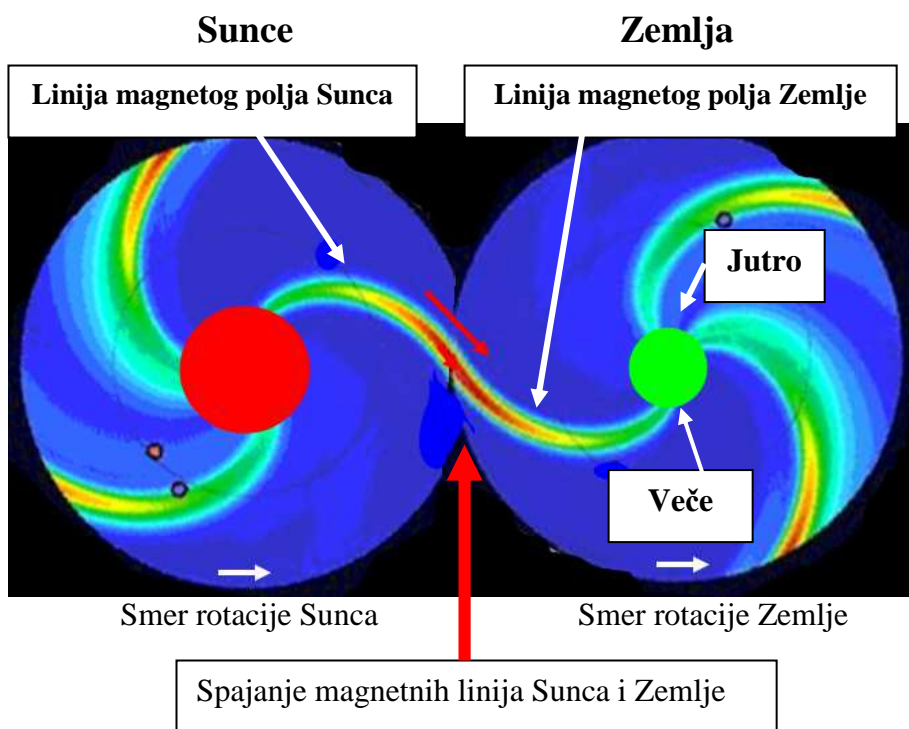 Sunce
Zemlja
Linija magnetog polja Sunca
Linija magnetog polja Zemlje
Jutro
Veče
Smer rotacije Sunca
Smer rotacije Zemlje
Spajanje magnetnih linija Sunca i Zemlje